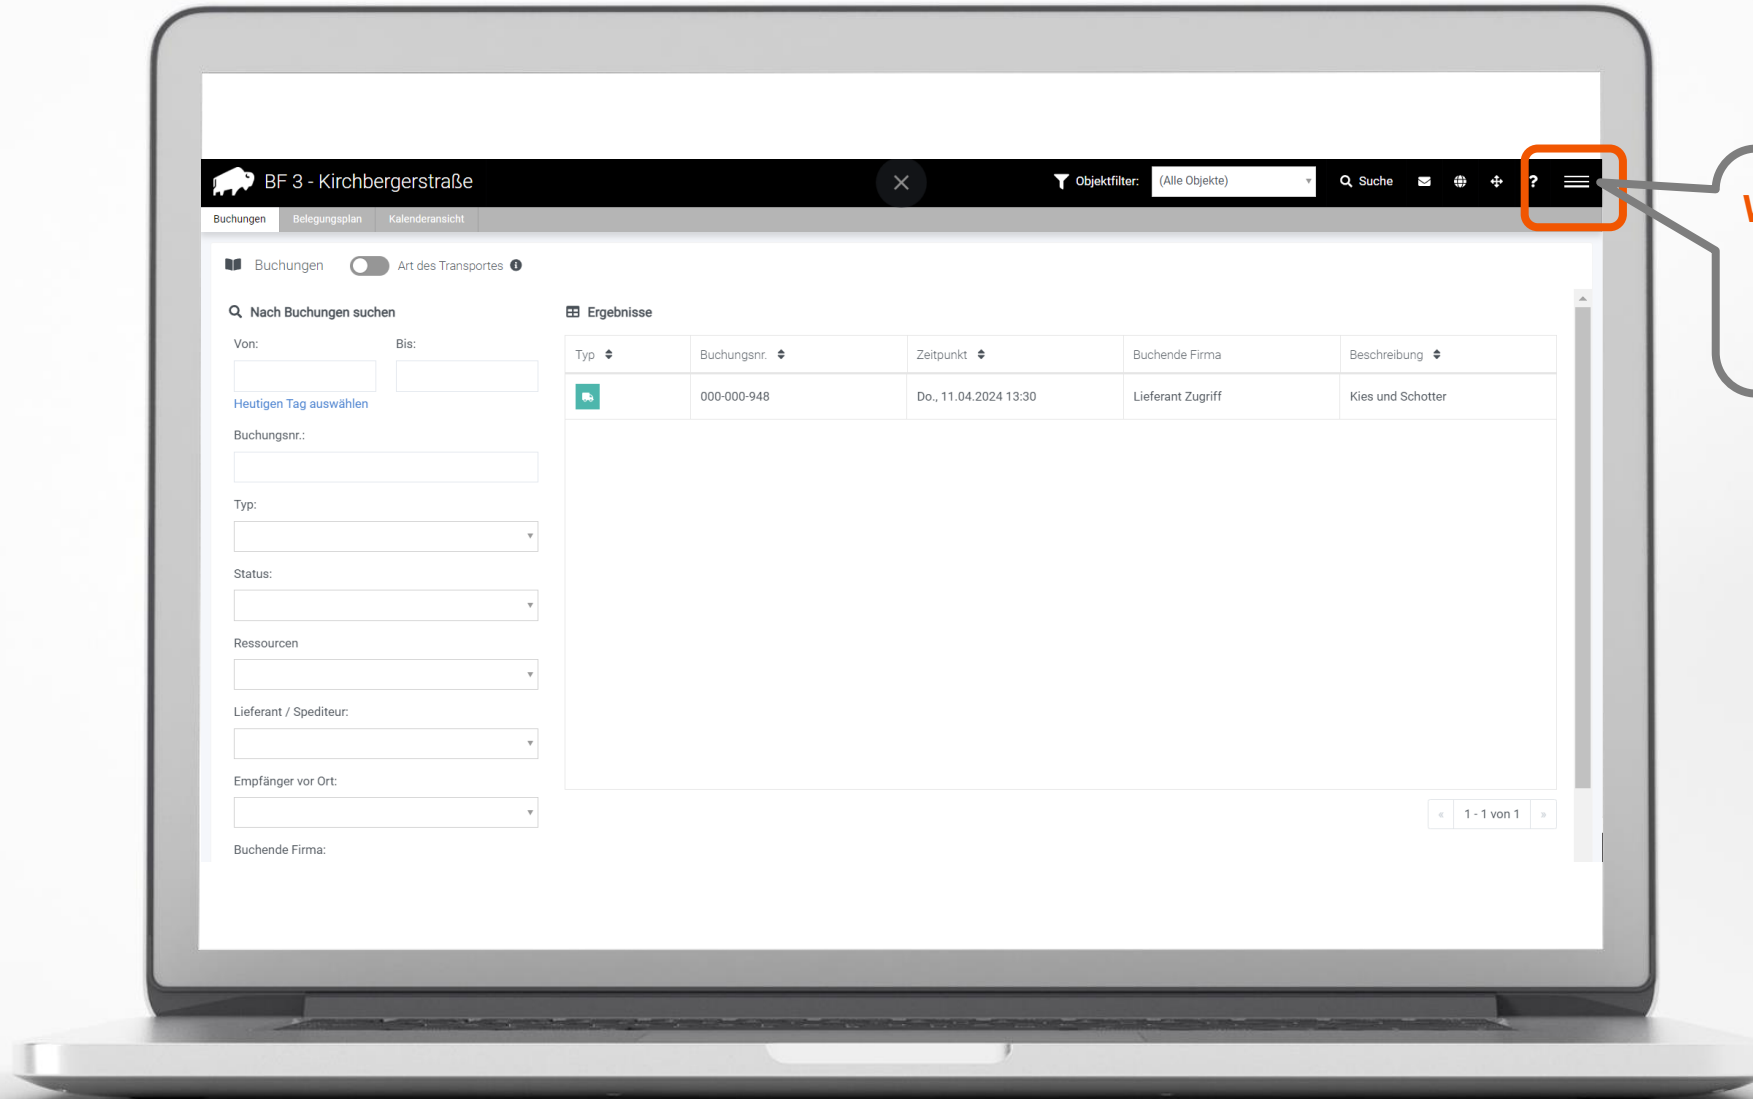 BF 3 - Kirchbergerstraße
Objektfilter: (Alle Objekte) Suche ?
Buchungen Belegungsplan Kalenderansicht
Buchungen Art des Transportes
Nach Buchungen suchen
Von: Bis:
Heutigen Tag auswählen
Buchungsnr.:
Typ:
Status:
Ressourcen
Lieferant / Spediteur:
Empfänger vor Ort:
Buchende Firma:
Ergebnisse
Typ Buchungsnr. Zeitpunkt Buchende Firma Beschreibung
000-000-948 Do., 11.04.2024 13:30 Lieferant Zugriff Kies und Schotter
« 1 - 1 von 1 »